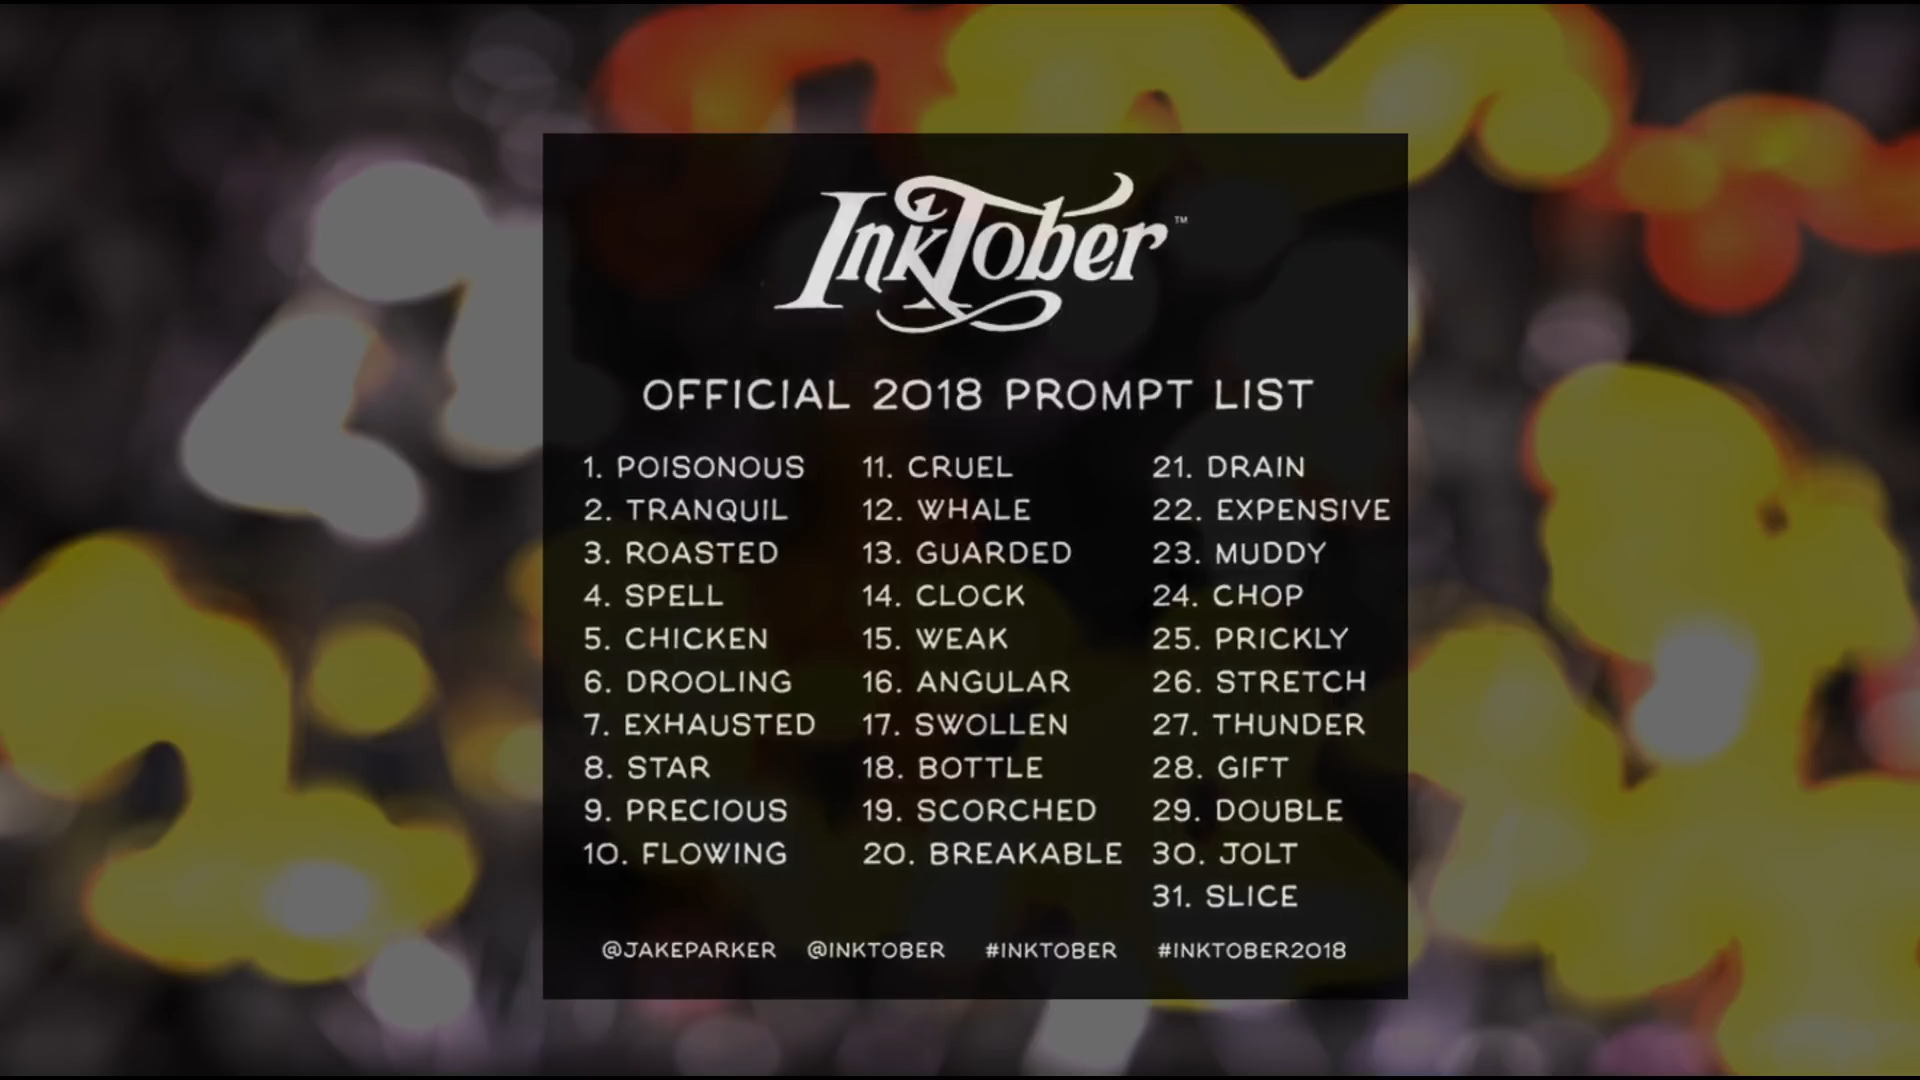 InkTober™
OFFICIAL 2018 PROMPT LIST
1. POISONOUS
2. TRANQUIL
3. ROASTED
4. SPELL
5. CHICKEN
6. DROOLING
7. EXHAUSTED
8. STAR
9. PRECIOUS
10. FLOWING
11. CRUEL
12. WHALE
13. GUARDED
14. CLOCK
15. WEAK
16. ANGULAR
17. SWOLLEN
18. BOTTLE
19. SCORCHED
20. BREAKABLE
21. DRAIN
22. EXPENSIVE
23. MUDDY
24. CHOP
25. PRICKLY
26. STRETCH
27. THUNDER
28. GIFT
29. DOUBLE
30. JOLT
31. SLICE
@JAKEPARKER @INKTOBER #INKTOBER #INKTOBER2018